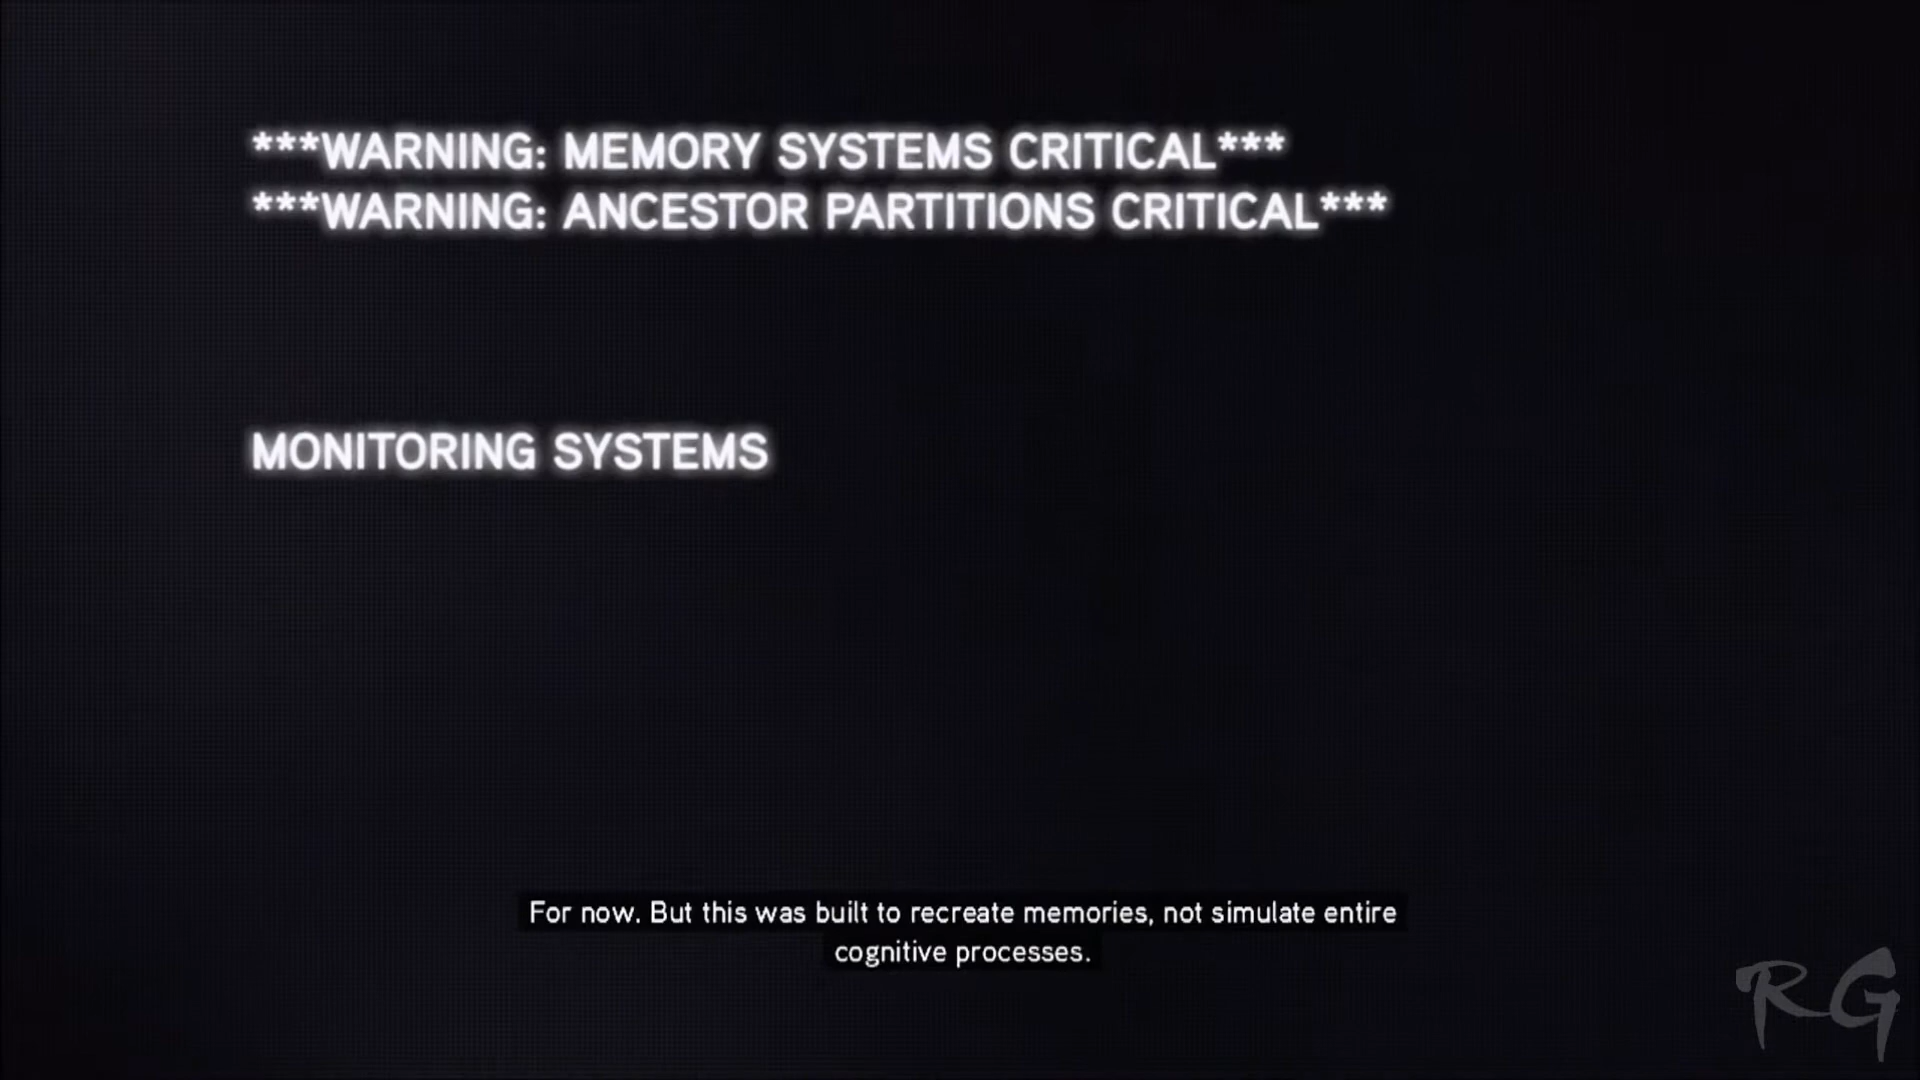 ***WARNING: MEMORY SYSTEMS CRITICAL***
***WARNING: ANCESTOR PARTITIONS CRITICAL***
MONITORING SYSTEMS
For now. But this was built to recreate memories, not simulate entire
cognitive processes.
RG